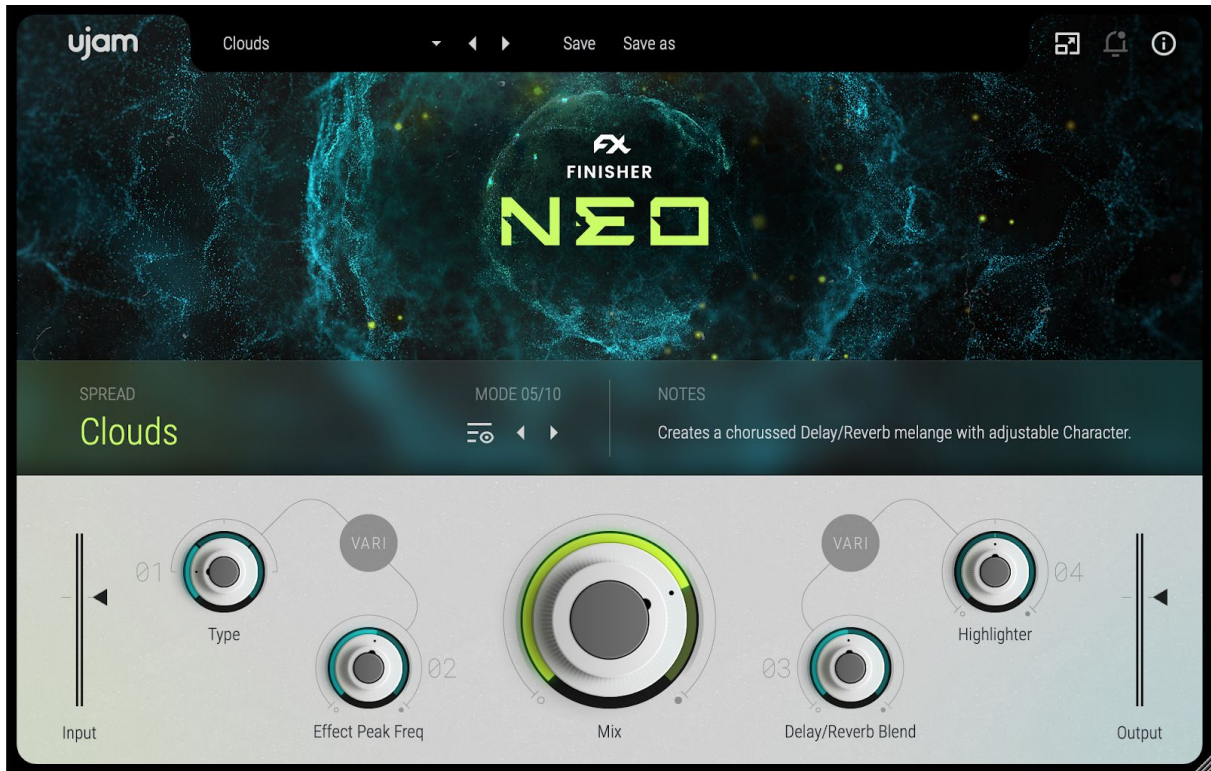 ujam
Clouds
Save
Save as
FX
FINISHER
NEO
SPREAD
Clouds
MODE 05/10
NOTES
Creates a chorussed Delay/Reverb melange with adjustable Character.
01
Type
VARI
02
Effect Peak Freq
Mix
VARI
03
Delay/Reverb Blend
04
Highlighter
Input
Output